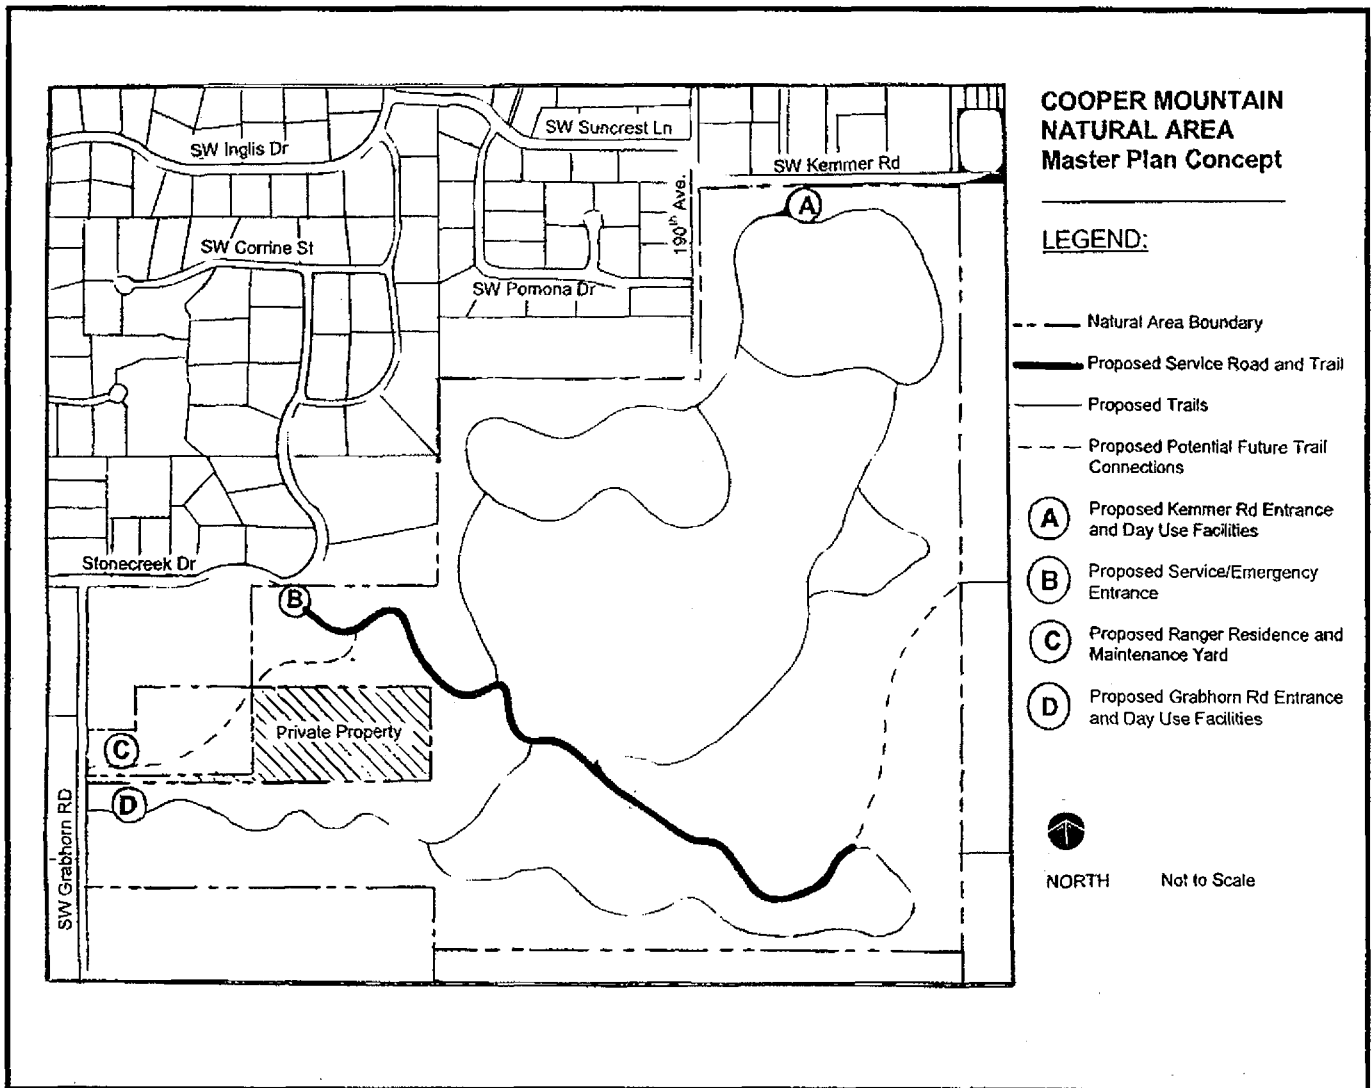 COOPER MOUNTAIN
NATURAL AREA
Master Plan Concept
LEGEND:
Natural Area Boundary
Proposed Service Road and Trail
Proposed Trails
Proposed Potential Future Trail
Connections
A
Proposed Kemmer Rd Entrance
and Day Use Facilities
B
Proposed Service/Emergency
Entrance
C
Proposed Ranger Residence and
Maintenance Yard
D
Proposed Grabhorn Rd Entrance
and Day Use Facilities
NORTH
Not to Scale
SW Inglis Dr
SW Suncrest Ln
SW Kemmer Rd
A
190th Ave.
SW Corrine St
SW Pomona Dr
Stonecreek Dr
B
Private Property
C
D
SW Grabhorn RD